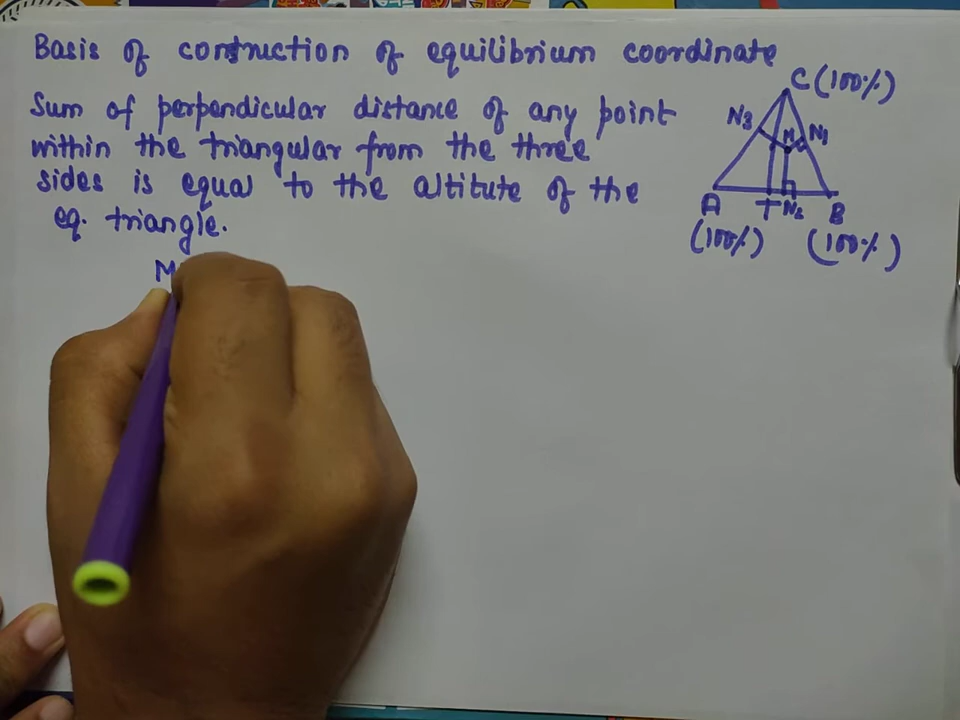 Basis of construction of equilibrium coordinate
Sum of perpendicular distance of any point
within the triangular from the three
sides is equal to the altitute of the
eq. triangle.
M
C (100%)
N3
M
N1
A
T
N2
B
(100%)
(100%)